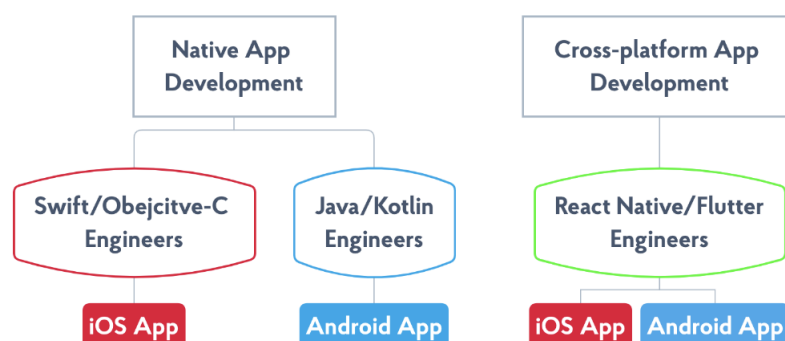 Native App
Development
Cross-platform App
Development
Swift/Obejcitve-C
Engineers
Java/Kotlin
Engineers
React Native/Flutter
Engineers
iOS App
Android App
iOS App
Android App